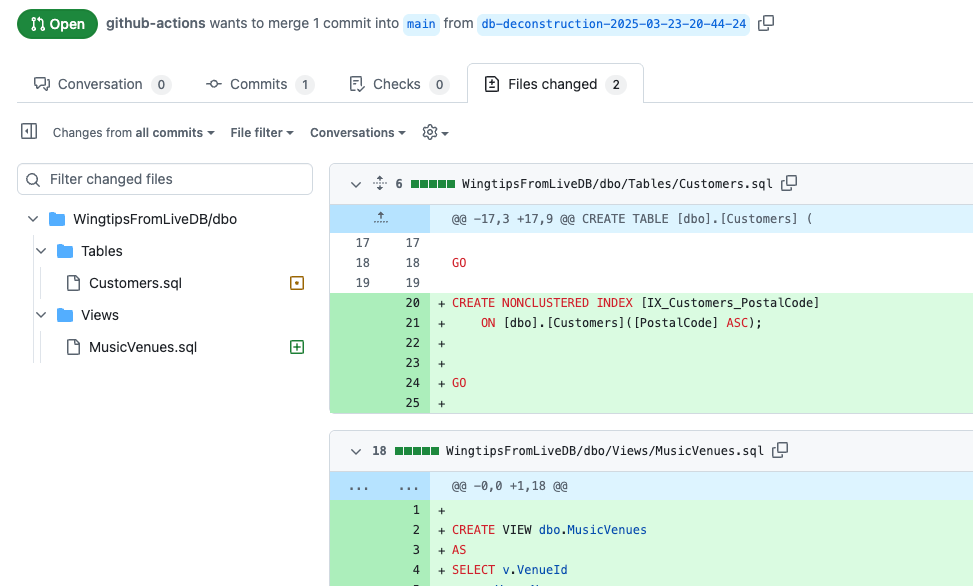 Open github-actions wants to merge 1 commit into main from db-deconstruction-2025-03-23-20-44-24
Conversation 0 Commits 1 Checks 0 Files changed 2
Changes from all commits File filter Conversations
Filter changed files
WingtipsFromLiveDB/dbo
Tables
Customers.sql
Views
MusicVenues.sql
6 WingtipsFromLiveDB/dbo/Tables/Customers.sql
@@ -17,3 +17,9 @@ CREATE TABLE [dbo].[Customers] (
17 17
18 18 GO
19 19
20 + CREATE NONCLUSTERED INDEX [IX_Customers_PostalCode]
21 + ON [dbo].[Customers]([PostalCode] ASC);
22 +
23 +
24 + GO
25 +
18 WingtipsFromLiveDB/dbo/Views/MusicVenues.sql
... ... @@ -0,0 +1,18 @@
1 +
2 + CREATE VIEW dbo.MusicVenues
3 + AS
4 + SELECT v.VenueId